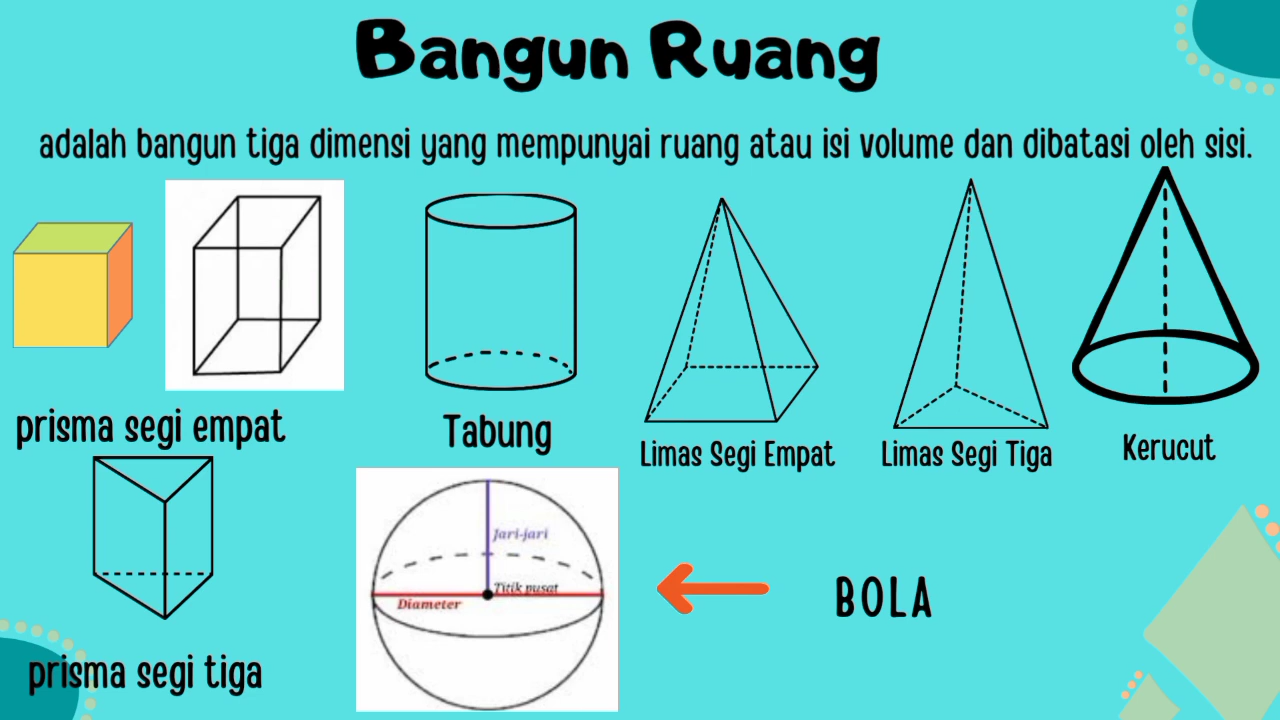 Bangun Ruang
adalah bangun tiga dimensi yang mempunyai ruang atau isi volume dan dibatasi oleh sisi.
prisma segi empat
Tabung
Limas Segi Empat
Limas Segi Tiga
Kerucut
prisma segi tiga
Jari-jari
Titik pusat
Diameter
BOLA